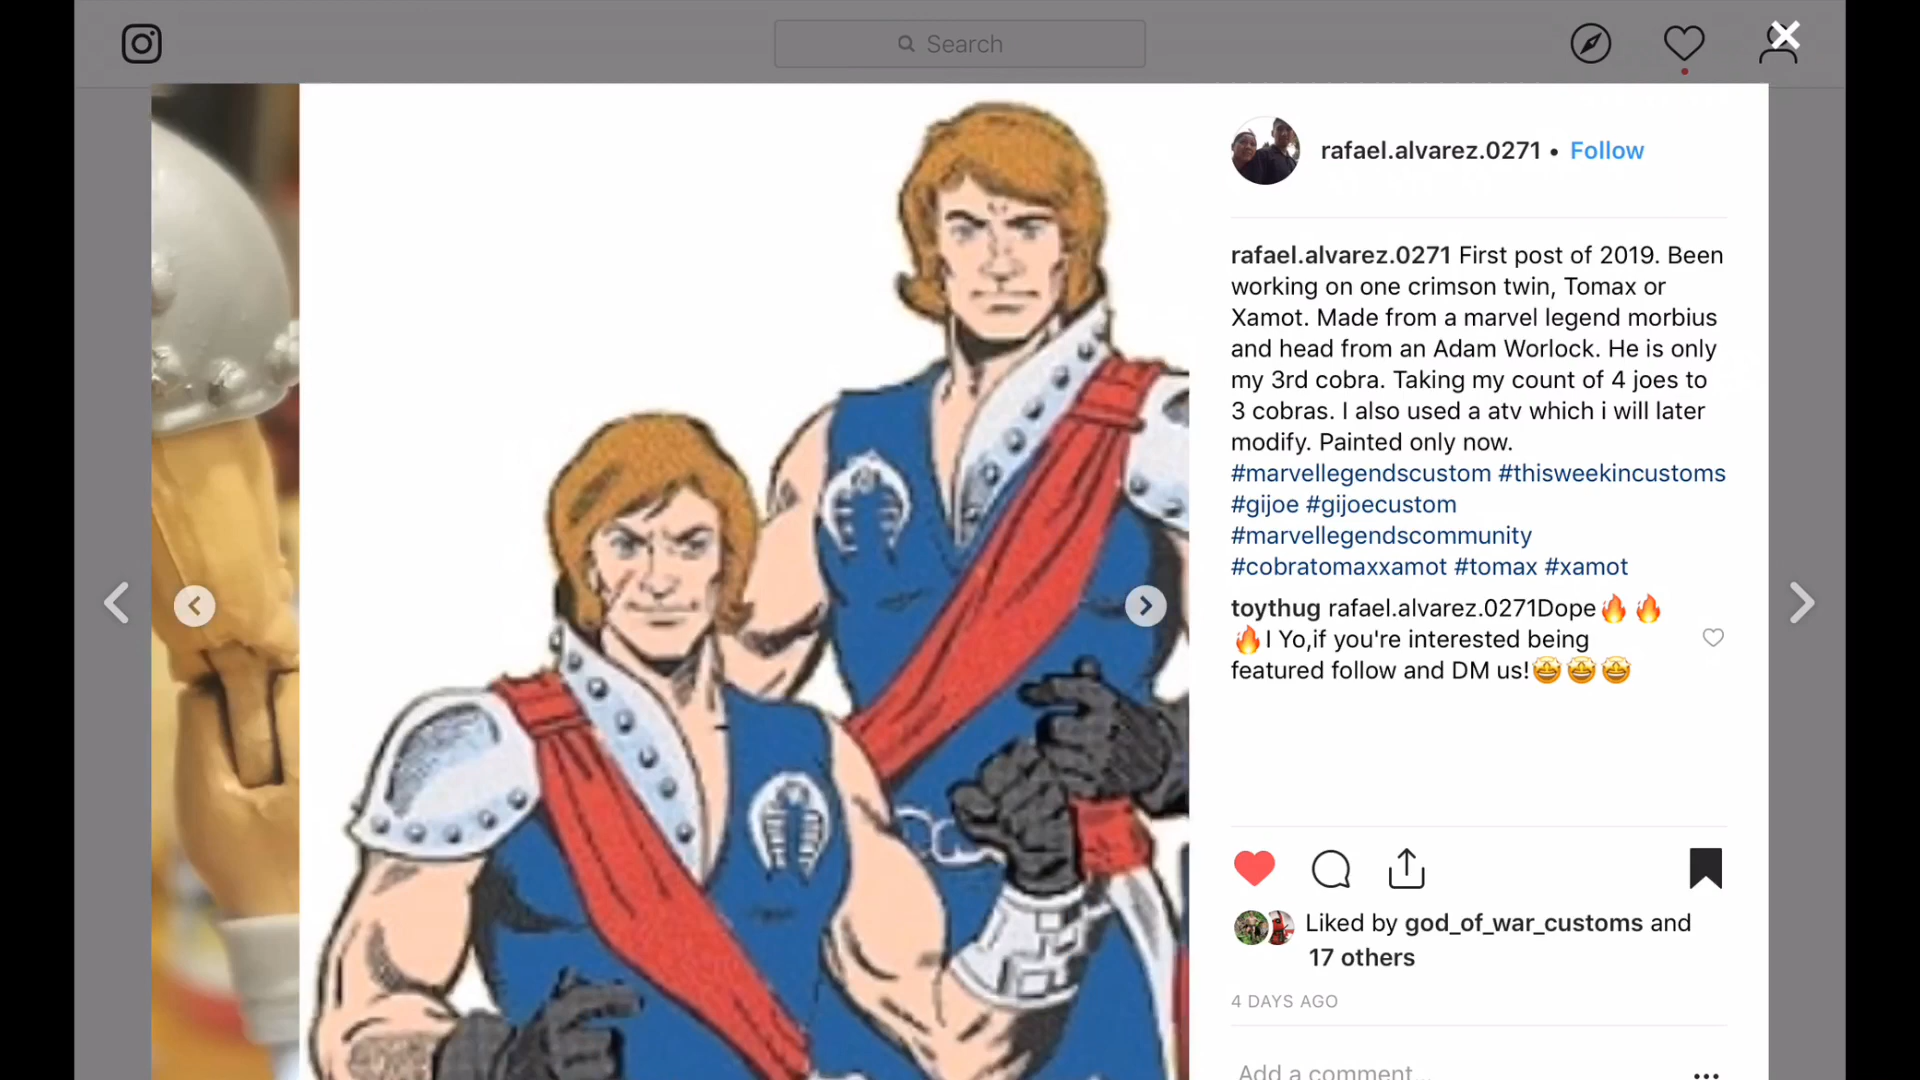 Search
rafael.alvarez.0271 • Follow
rafael.alvarez.0271 First post of 2019. Been
working on one crimson twin, Tomax or
Xamot. Made from a marvel legend morbius
and head from an Adam Worlock. He is only
my 3rd cobra. Taking my count of 4 joes to
3 cobras. I also used a atv which i will later
modify. Painted only now.
#marvellegendscustom #thisweekincustoms
#gijoe #gijoecustom
#marvellegendscommunity
#cobratomaxxamot #tomax #xamot
toythug rafael.alvarez.0271Dope🔥🔥
🔥I Yo,if you're interested being
featured follow and DM us!🤩🤩🤩
Liked by god_of_war_customs and
17 others
4 DAYS AGO
Add a comment...